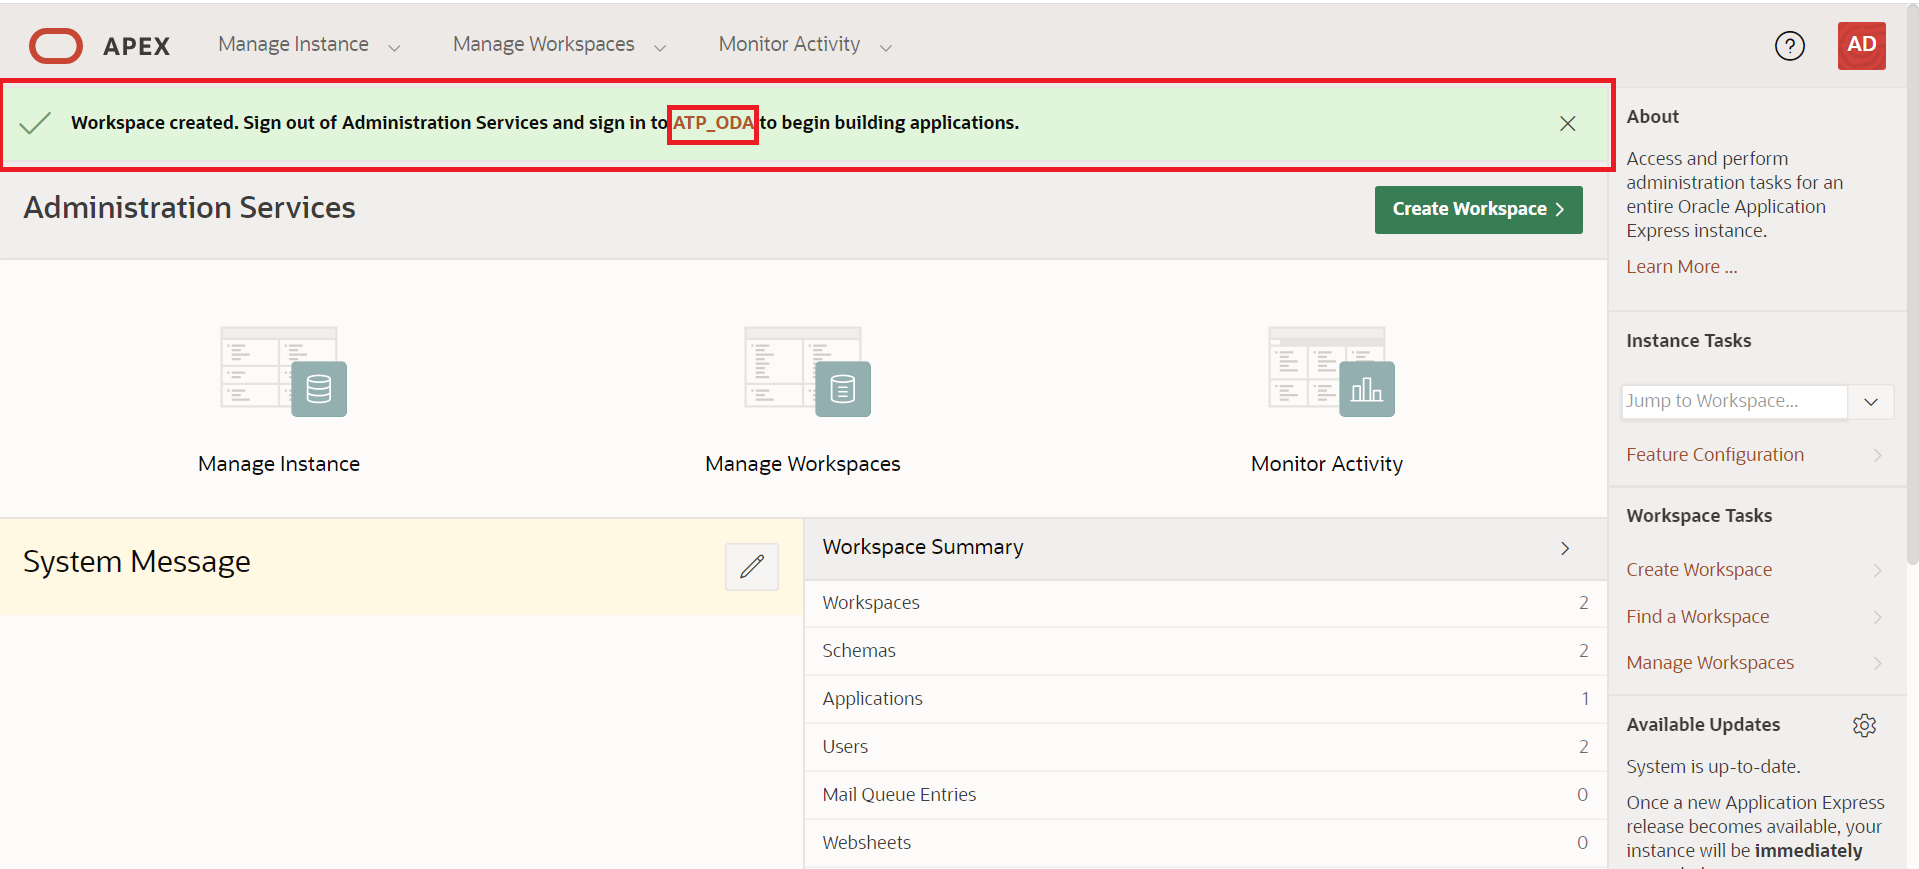 APEX
Manage Instance
Manage Workspaces
Monitor Activity
?
AD
Workspace created. Sign out of Administration Services and sign in to ATP_ODA to begin building applications.
Administration Services
Create Workspace
Manage Instance
Manage Workspaces
Monitor Activity
System Message
Workspace Summary
Workspaces 2
Schemas 2
Applications 1
Users 2
Mail Queue Entries 0
Websheets 0
About
Access and perform
administration tasks for an
entire Oracle Application
Express instance.
Learn More ...
Instance Tasks
Jump to Workspace...
Feature Configuration
Workspace Tasks
Create Workspace
Find a Workspace
Manage Workspaces
Available Updates
System is up-to-date.
Once a new Application Express
release becomes available, your
instance will be immediately